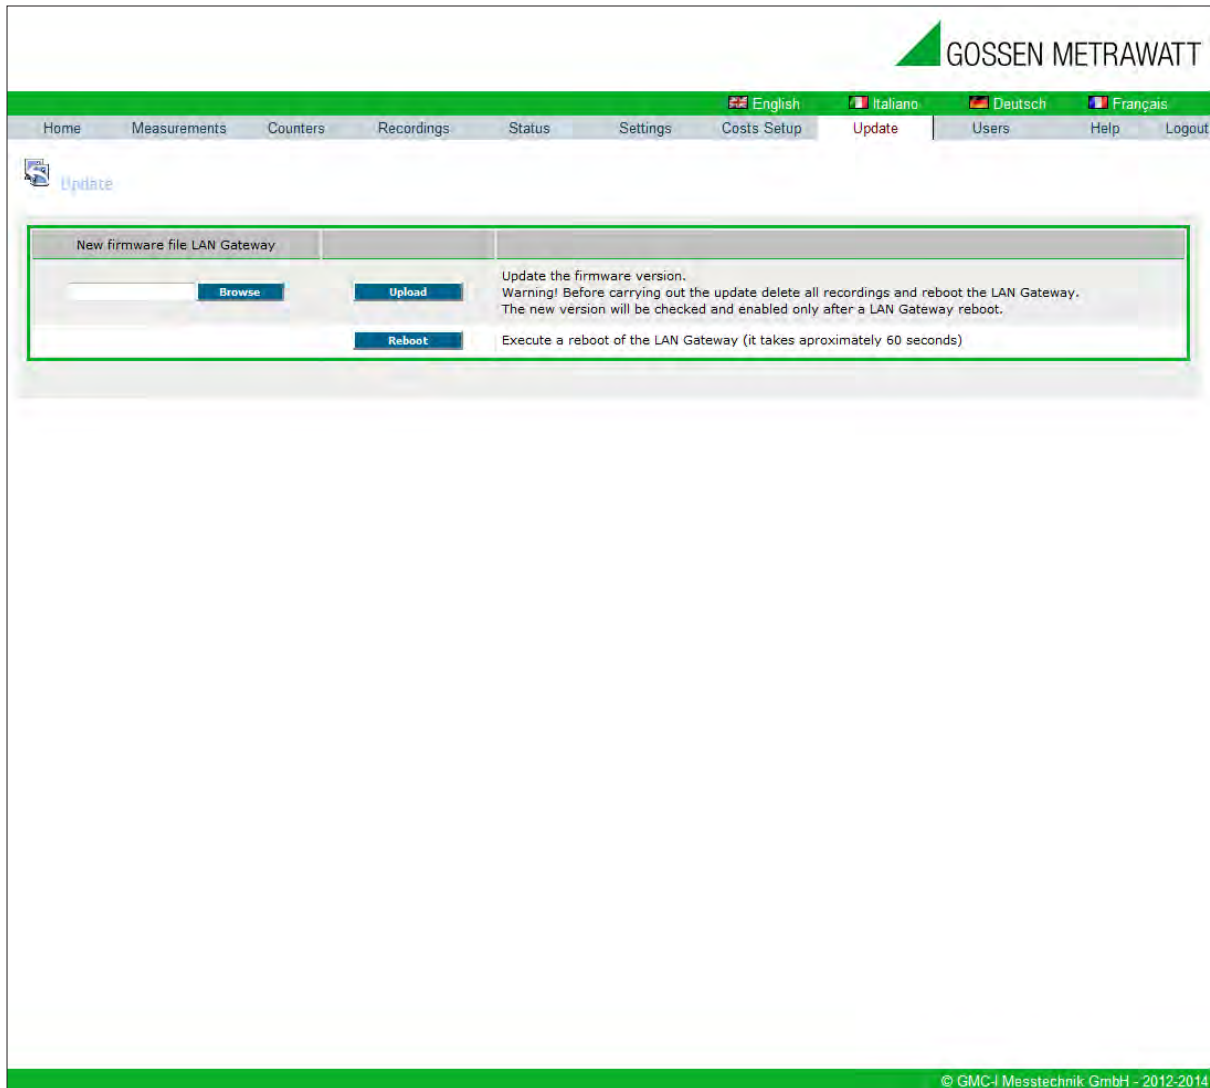 GOSSEN METRAWATT
English Italiano Deutsch Français
Home Measurements Counters Recordings Status Settings Costs Setup Update Users Help Logout
Update
New firmware file LAN Gateway
Browse Upload
Update the firmware version.
Warning! Before carrying out the update delete all recordings and reboot the LAN Gateway.
The new version will be checked and enabled only after a LAN Gateway reboot.
Reboot Execute a reboot of the LAN Gateway (it takes aproximately 60 seconds)
© GMC-I Messtechnik GmbH - 2012-2014